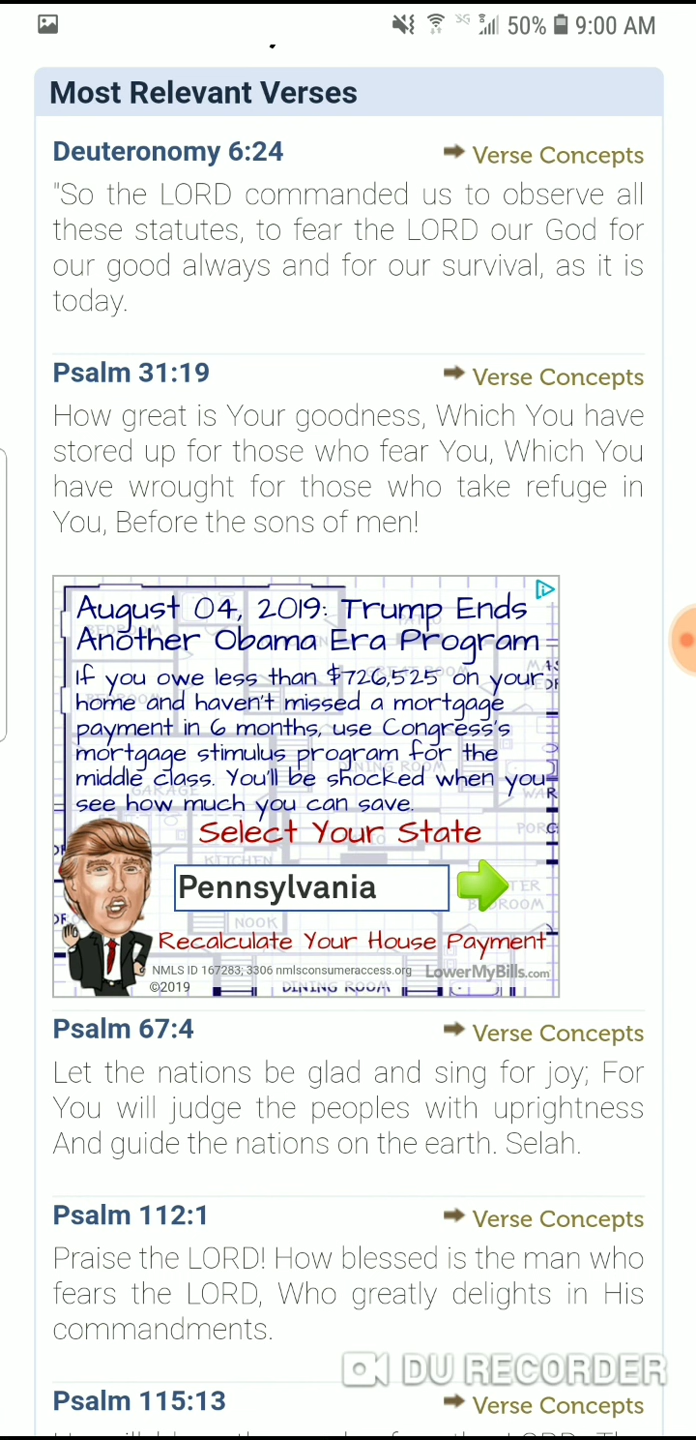 3G 50% 9:00 AM
Most Relevant Verses
Deuteronomy 6:24 Verse Concepts
"So the LORD commanded us to observe all
these statutes, to fear the LORD our God for
our good always and for our survival, as it is
today.
Psalm 31:19 Verse Concepts
How great is Your goodness, Which You have
stored up for those who fear You, Which You
have wrought for those who take refuge in
You, Before the sons of men!
August 04, 2019: Trump Ends
Another Obama Era Program
If you owe less than $726,525 on your
home and haven't missed a mortgage
payment in 6 months, use Congress's
mortgage stimulus program for the
middle class. You'll be shocked when you
see how much you can save.
Select Your State
Pennsylvania
NOOK
Recalculate Your House Payment
NMLS ID 167283; 3306 nmlsconsumeraccess.org LowerMyBills.com
©2019
DINING ROOM
Psalm 67:4 Verse Concepts
Let the nations be glad and sing for joy; For
You will judge the peoples with uprightness
And guide the nations on the earth. Selah.
Psalm 112:1 Verse Concepts
Praise the LORD! How blessed is the man who
fears the LORD, Who greatly delights in His
commandments.
DU RECORDER
Psalm 115:13 Verse Concepts